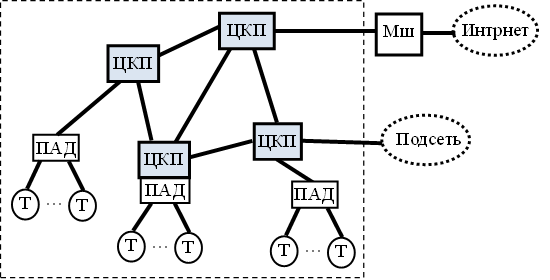 ЦКП
Мш
Интрнет
ЦКП
ЦКП
Подсеть
ПАД
ЦКП
ПАД
ПАД
Т ... Т
Т ... Т
Т ... Т